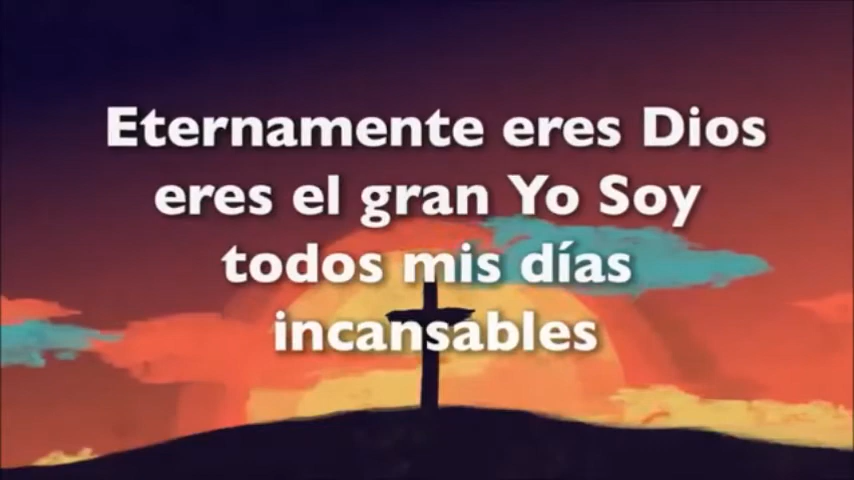 Eternamente eres Dios
eres el gran Yo Soy
todos mis días
incansables